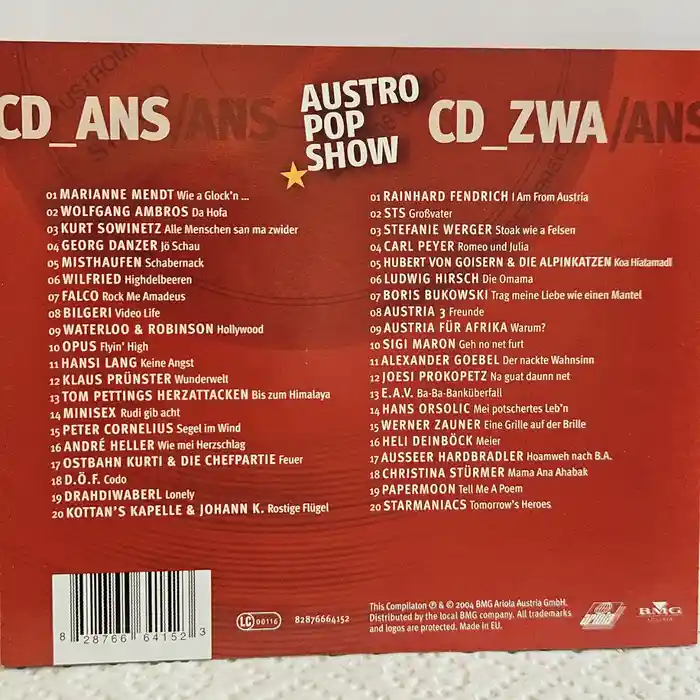 CD_ANS/ANS
AUSTRO
POP
SHOW
CD_ZWA/ANS
01 MARIANNE MENDT Wie a Glock'n ...
02 WOLFGANG AMBROS Da Hofa
03 KURT SOWINETZ Alle Menschen san ma zwider
04 GEORG DANZER Jö Schau
05 MISTHAUFEN Schabernack
06 WILFRIED Highdelbeeren
07 FALCO Rock Me Amadeus
08 BILGERI Video Life
09 WATERLOO & ROBINSON Hollywood
10 OPUS Flyin' High
11 HANSI LANG Keine Angst
12 KLAUS PRÜNSTER Wunderwelt
13 TOM PETTINGS HERZATTACKEN Bis zum Himalaya
14 MINISEX Rudi gib acht
15 PETER CORNELIUS Segel im Wind
16 ANDRÉ HELLER Wie mei Herzschlag
17 OSTBAHN KURTI & DIE CHEFPARTIE Feuer
18 D.Ö.F. Codo
19 DRAHDIWABERL Lonely
20 KOTTAN'S KAPELLE & JOHANN K. Rostige Flügel
01 RAINHARD FENDRICH I Am From Austria
02 STS Großvater
03 STEFANIE WERGER Stoak wie a Felsen
04 CARL PEYER Romeo und Julia
05 HUBERT VON GOISERN & DIE ALPINKATZEN Koa Hiatamadl
06 LUDWIG HIRSCH Die Omama
07 BORIS BUKOWSKI Trag meine Liebe wie einen Mantel
08 AUSTRIA 3 Freunde
09 AUSTRIA FÜR AFRIKA Warum?
10 SIGI MARON Geh no net furt
11 ALEXANDER GOEBEL Der nackte Wahnsinn
12 JOESI PROKOPETZ Na guat daunn net
13 E.A.V. Ba-Ba-Banküberfall
14 HANS ORSOLIC Mei potschertes Leb'n
15 WERNER ZAUNER Eine Grille auf der Brille
16 HELI DEINBÖCK Meier
17 AUSSEER HARDBRADLER Hoamweh nach B.A.
18 CHRISTINA STÜRMER Mama Ana Ahabak
19 PAPERMOON Tell Me A Poem
20 STARMANIACS Tomorrow's Heroes
8 28766 64152 3
LC 00116
82876664152
This Compilaton ℗ & © 2004 BMG Ariola Austria GmbH.
Distributed by the local BMG company. All trademarks
and logos are protected. Made in EU.
ariola
BMG